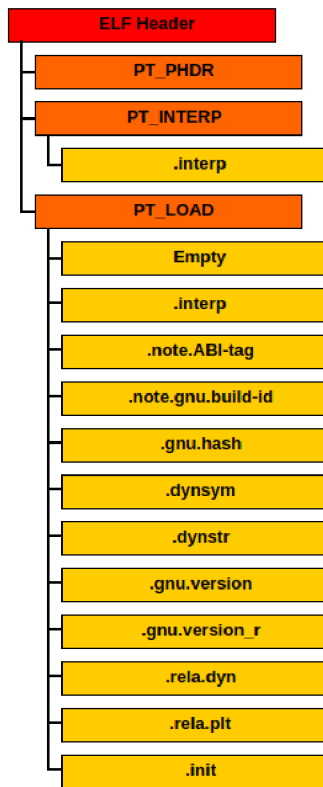 ELF Header
PT_PHDR
PT_INTERP
.interp
PT_LOAD
Empty
.interp
.note.ABI-tag
.note.gnu.build-id
.gnu.hash
.dynsym
.dynstr
.gnu.version
.gnu.version_r
.rela.dyn
.rela.plt
.init